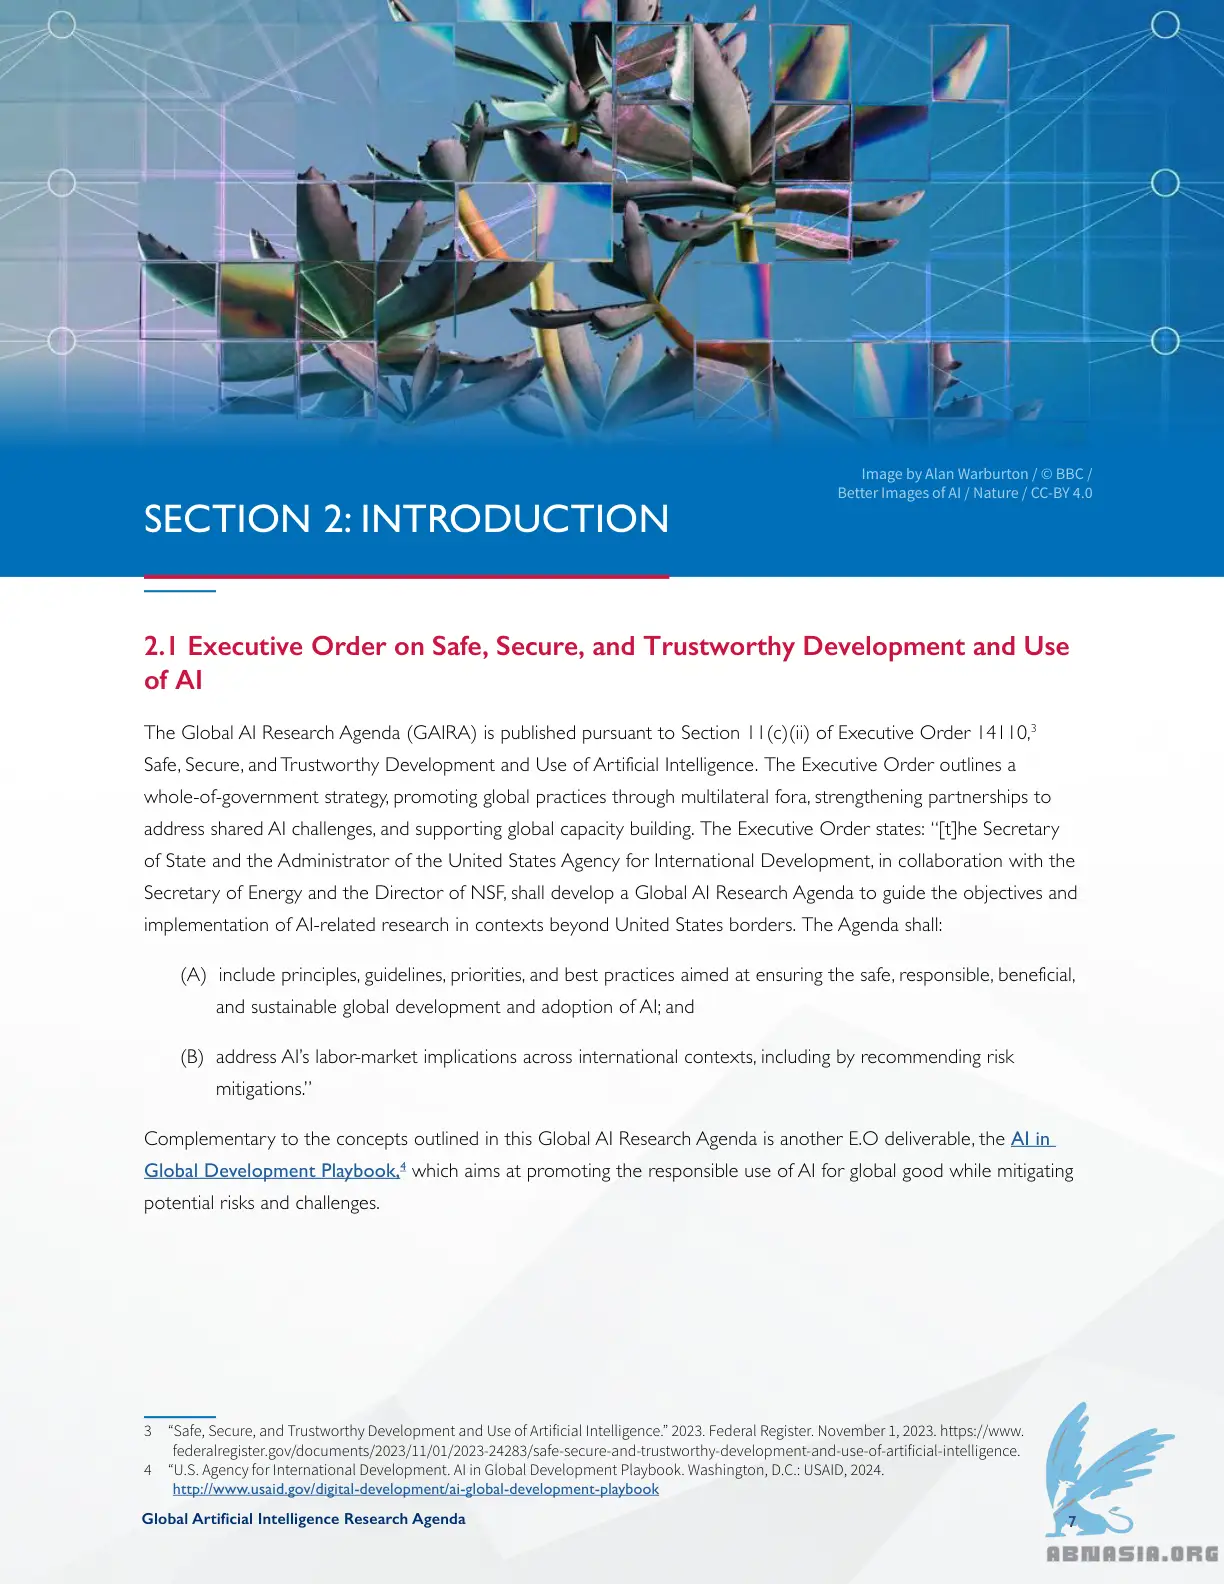 Image by Alan Warburton / © BBC /
Better Images of AI / Nature / CC-BY 4.0
SECTION 2: INTRODUCTION
2.1 Executive Order on Safe, Secure, and Trustworthy Development and Use
of AI
The Global AI Research Agenda (GAIRA) is published pursuant to Section 11(c)(ii) of Executive Order 14110,3
Safe, Secure, and Trustworthy Development and Use of Artificial Intelligence. The Executive Order outlines a
whole-of-government strategy, promoting global practices through multilateral fora, strengthening partnerships to
address shared AI challenges, and supporting global capacity building. The Executive Order states: “[t]he Secretary
of State and the Administrator of the United States Agency for International Development, in collaboration with the
Secretary of Energy and the Director of NSF, shall develop a Global AI Research Agenda to guide the objectives and
implementation of AI-related research in contexts beyond United States borders. The Agenda shall:
(A) include principles, guidelines, priorities, and best practices aimed at ensuring the safe, responsible, beneficial,
and sustainable global development and adoption of AI; and
(B) address AI’s labor-market implications across international contexts, including by recommending risk
mitigations.”
Complementary to the concepts outlined in this Global AI Research Agenda is another E.O deliverable, the AI in
Global Development Playbook,4 which aims at promoting the responsible use of AI for global good while mitigating
potential risks and challenges.
3 “Safe, Secure, and Trustworthy Development and Use of Artificial Intelligence.” 2023. Federal Register. November 1, 2023. https://www.
federalregister.gov/documents/2023/11/01/2023-24283/safe-secure-and-trustworthy-development-and-use-of-artificial-intelligence.
4 “U.S. Agency for International Development. AI in Global Development Playbook. Washington, D.C.: USAID, 2024.
http://www.usaid.gov/digital-development/ai-global-development-playbook
Global Artificial Intelligence Research Agenda
7
ABNASIA.ORG